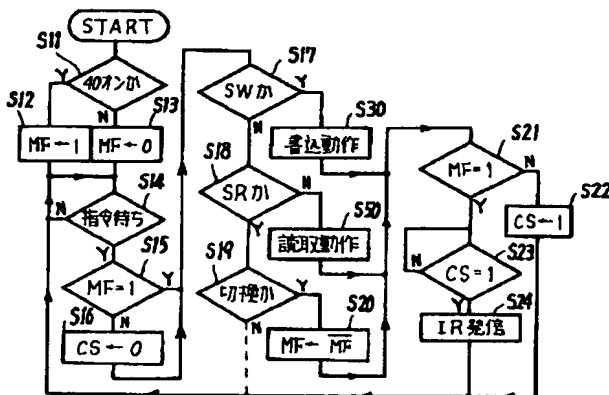 START
S11
40オンか
Y
N
S12
MF←1
S13
MF←0
S14
指令待ち
N
Y
S15
MF=1
Y
N
S16
CS←0
S17
SWか
Y
N
S30
書込動作
S18
SRか
N
Y
S50
読取動作
S19
切換か
Y
N
S20
MF←M̅F̅
S21
MF=1
N
Y
S22
CS←1
S23
CS=1
N
Y
S24
IR発信